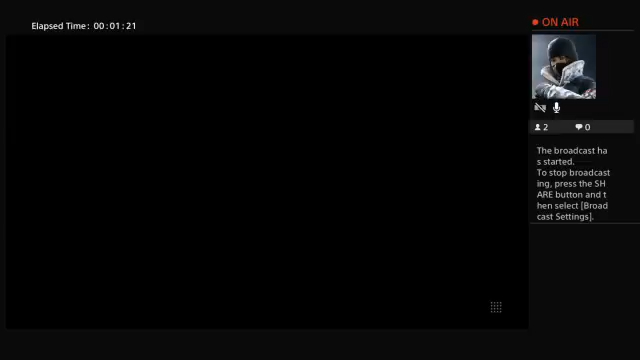 Elapsed Time: 00:01:21
ON AIR
2 0
The broadcast ha
s started.
To stop broadcast
ing, press the SH
ARE button and t
hen select [Broad
cast Settings].